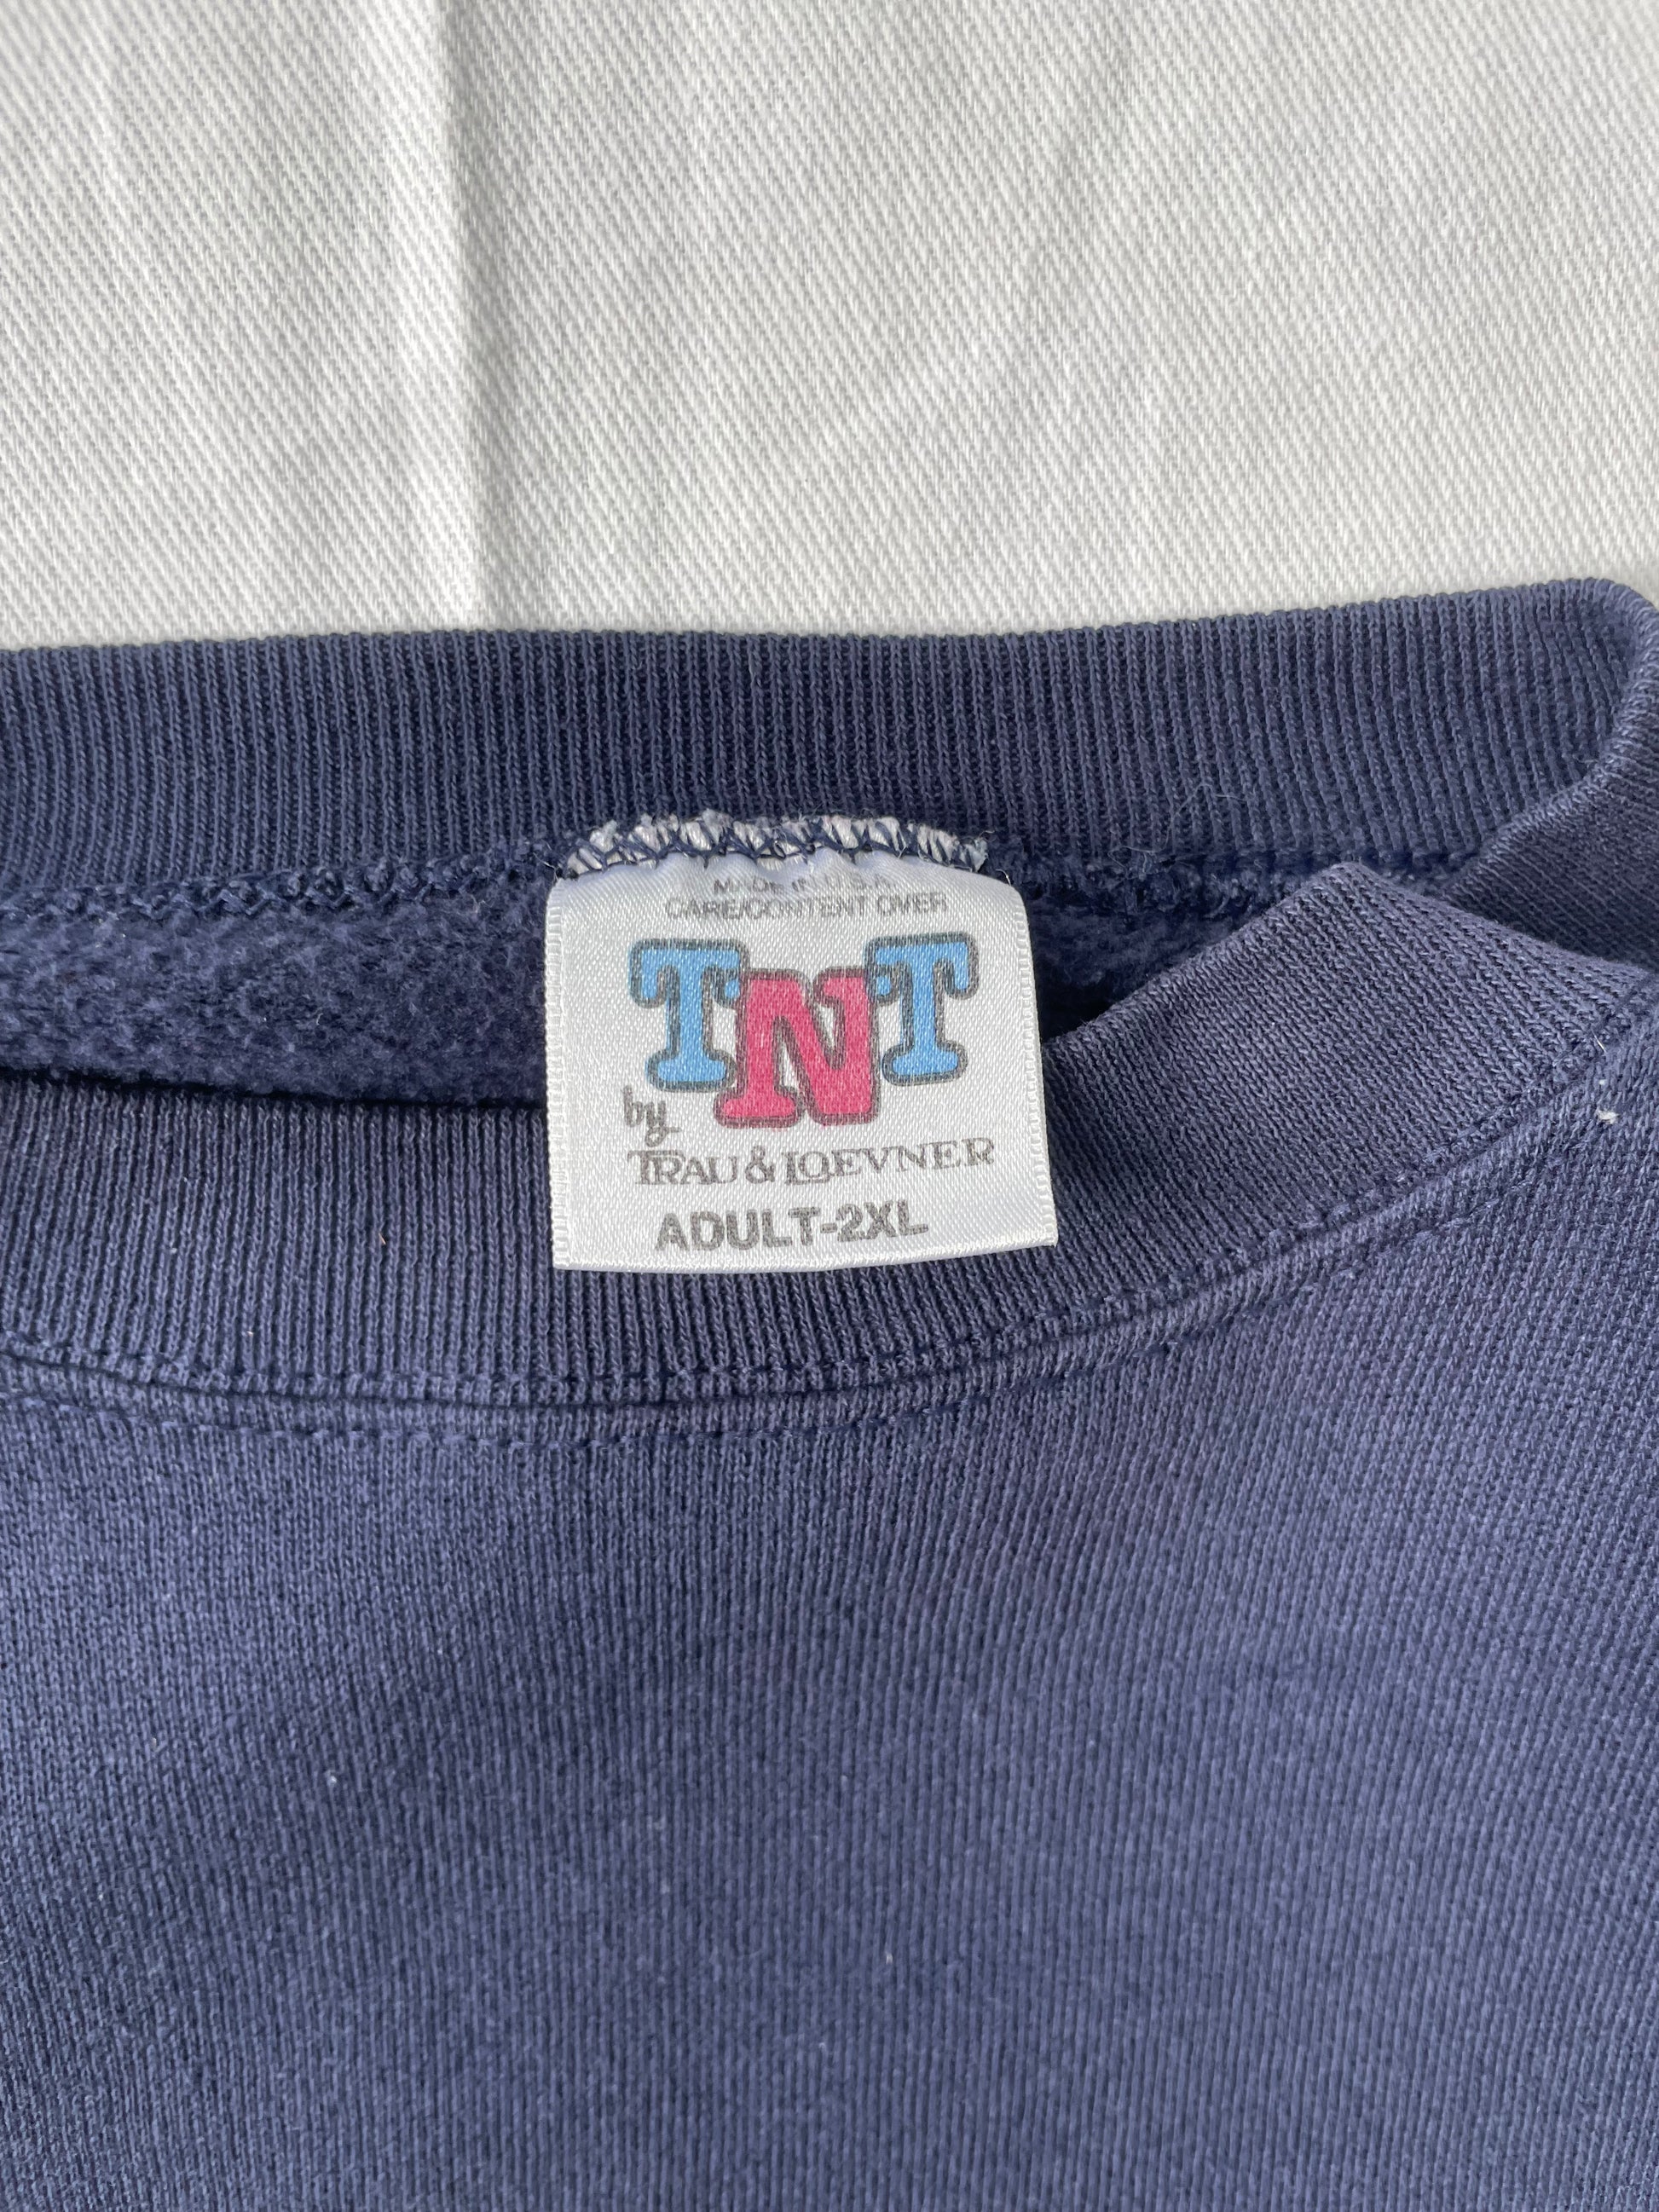 MADE IN U.S.A.
CARE/CONTENT OVER
TNT
by
TRAU & LOEVNER
ADULT-2XL